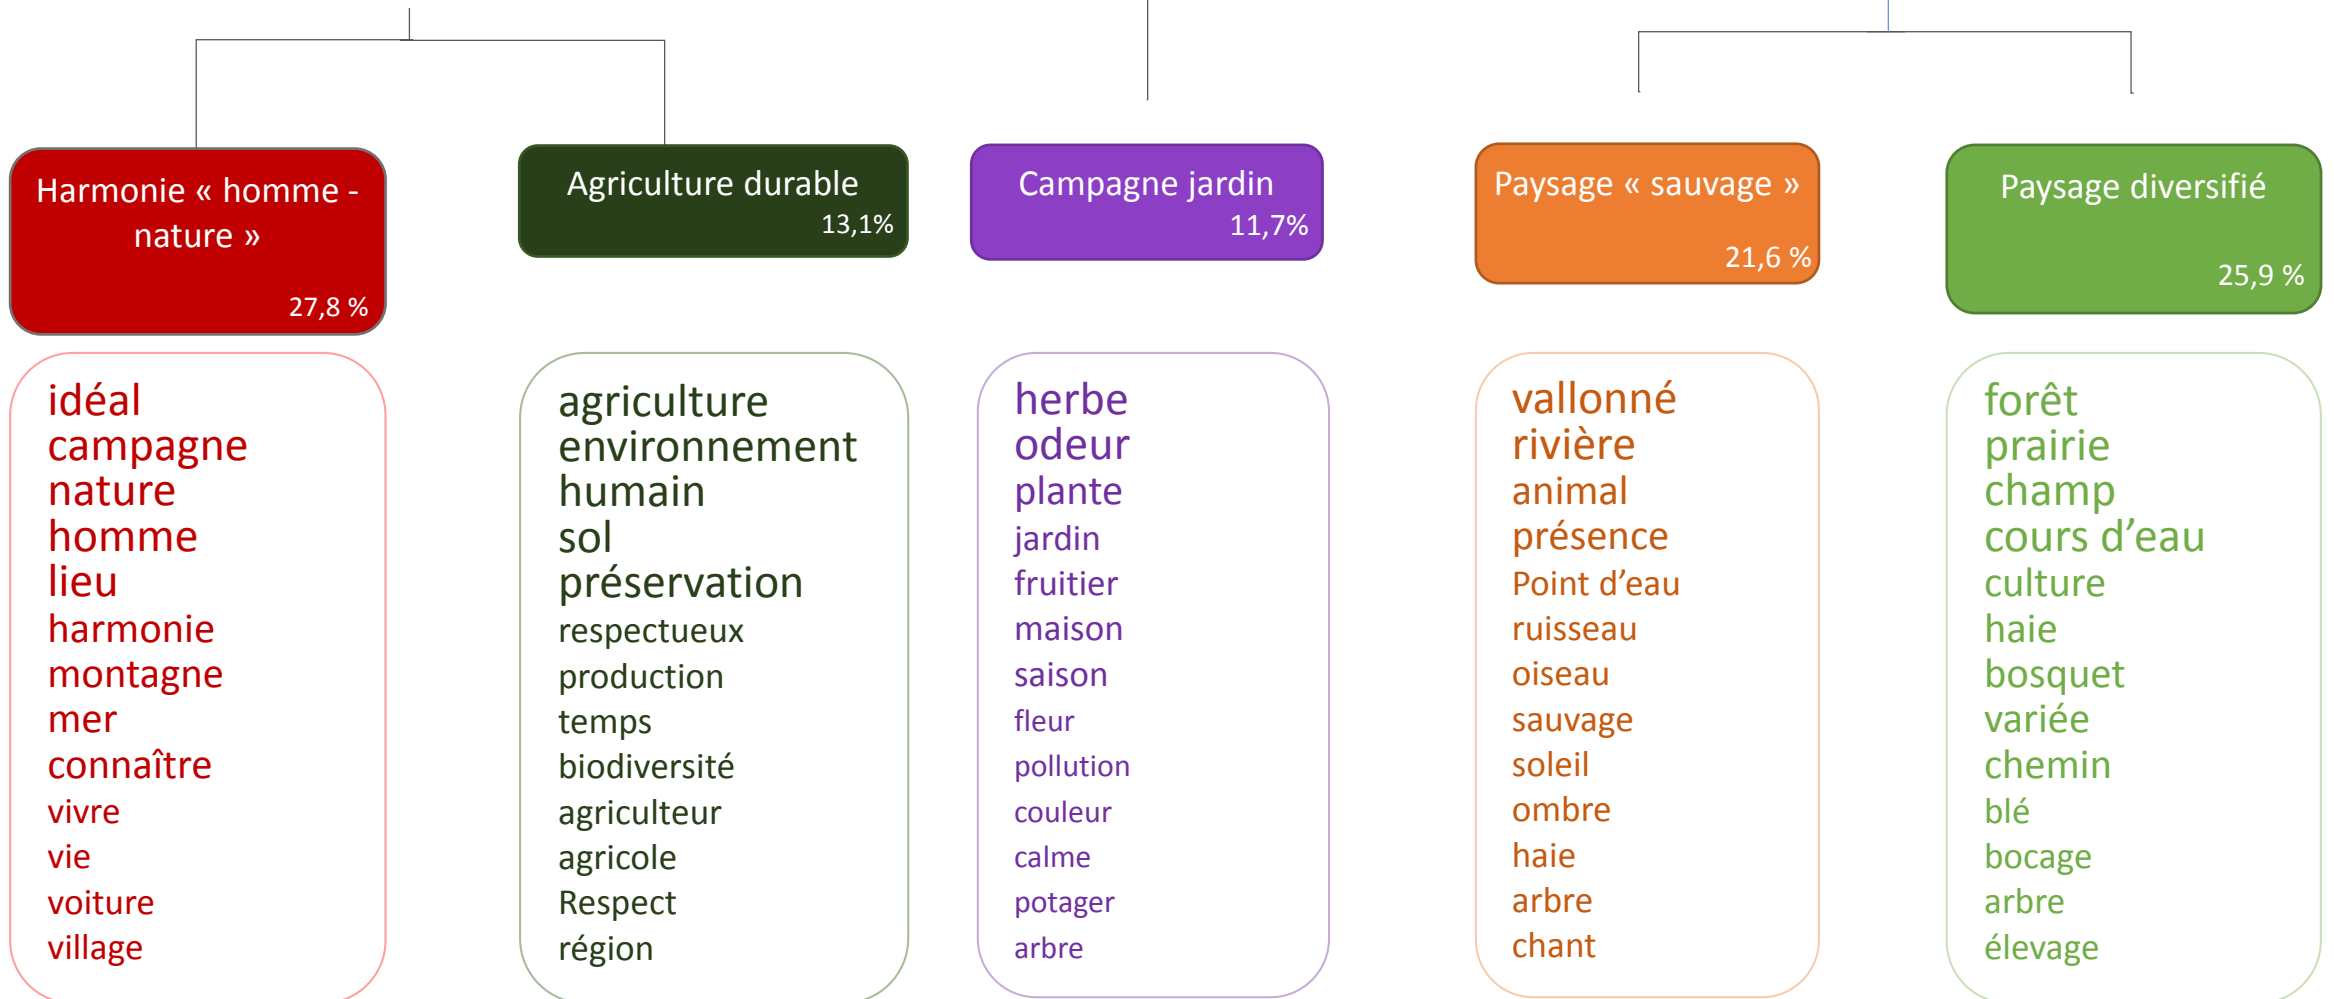 Harmonie « homme -
nature »
27,8 %
idéal
campagne
nature
homme
lieu
harmonie
montagne
mer
connaître
vivre
vie
voiture
village
Agriculture durable
13,1%
agriculture
environnement
humain
sol
préservation
respectueux
production
temps
biodiversité
agriculteur
agricole
Respect
région
Campagne jardin
11,7%
herbe
odeur
plante
jardin
fruitier
maison
saison
fleur
pollution
couleur
calme
potager
arbre
Paysage « sauvage »
21,6 %
vallonné
rivière
animal
présence
Point d’eau
ruisseau
oiseau
sauvage
soleil
ombre
haie
arbre
chant
Paysage diversifié
25,9 %
forêt
prairie
champ
cours d’eau
culture
haie
bosquet
variée
chemin
blé
bocage
arbre
élevage